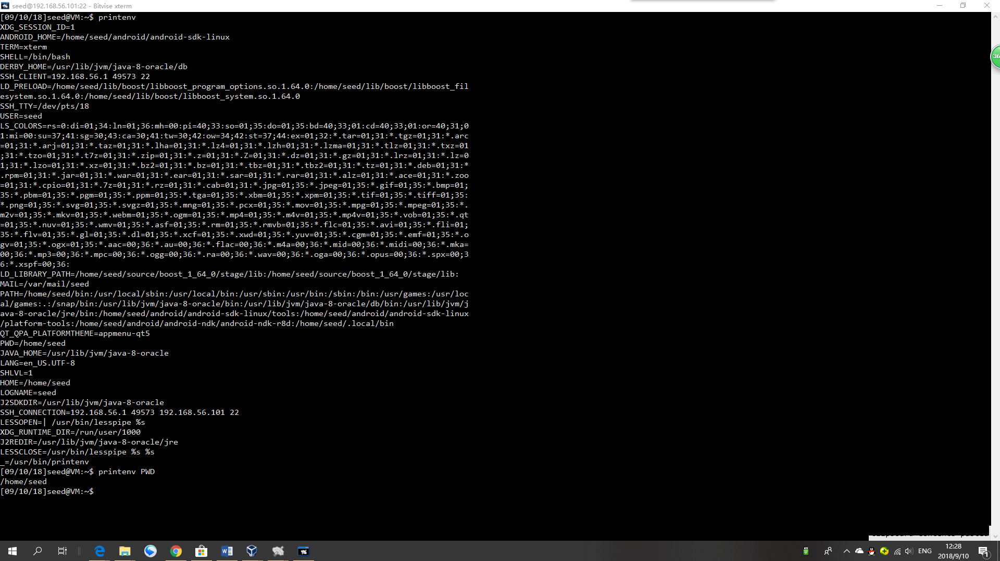 seed@192.168.56.101:22 - Bitvise xterm
[09/10/18]seed@VM:~$ printenv
XDG_SESSION_ID=1
ANDROID_HOME=/home/seed/android/android-sdk-linux
TERM=xterm
SHELL=/bin/bash
DERBY_HOME=/usr/lib/jvm/java-8-oracle/db
SSH_CLIENT=192.168.56.1 49573 22
LD_PRELOAD=/home/seed/lib/boost/libboost_program_options.so.1.64.0:/home/seed/lib/boost/libboost_fil
esystem.so.1.64.0:/home/seed/lib/boost/libboost_system.so.1.64.0
SSH_TTY=/dev/pts/18
USER=seed
LS_COLORS=rs=0:di=01;34:ln=01;36:mh=00:pi=40;33:so=01;35:do=01;35:bd=40;33;01:cd=40;33;01:or=40;31;0
1:mi=00:su=37;41:sg=30;43:ca=30;41:tw=30;42:ow=34;42:st=37;44:ex=01;32:*.tar=01;31:*.tgz=01;31:*.arc
=01;31:*.arj=01;31:*.taz=01;31:*.lha=01;31:*.lz4=01;31:*.lzh=01;31:*.lzma=01;31:*.tlz=01;31:*.txz=01
;31:*.tzo=01;31:*.t7z=01;31:*.zip=01;31:*.z=01;31:*.Z=01;31:*.dz=01;31:*.gz=01;31:*.lrz=01;31:*.lz=0
1;31:*.lzo=01;31:*.xz=01;31:*.bz2=01;31:*.bz=01;31:*.tbz=01;31:*.tbz2=01;31:*.tz=01;31:*.deb=01;31:*
.rpm=01;31:*.jar=01;31:*.war=01;31:*.ear=01;31:*.sar=01;31:*.rar=01;31:*.alz=01;31:*.ace=01;31:*.zoo
=01;31:*.cpio=01;31:*.7z=01;31:*.rz=01;31:*.cab=01;31:*.jpg=01;35:*.jpeg=01;35:*.gif=01;35:*.bmp=01;
35:*.pbm=01;35:*.pgm=01;35:*.ppm=01;35:*.tga=01;35:*.xbm=01;35:*.xpm=01;35:*.tif=01;35:*.tiff=01;35:
*.png=01;35:*.svg=01;35:*.svgz=01;35:*.mng=01;35:*.pcx=01;35:*.mov=01;35:*.mpg=01;35:*.mpeg=01;35:*.
m2v=01;35:*.mkv=01;35:*.webm=01;35:*.ogm=01;35:*.mp4=01;35:*.m4v=01;35:*.mp4v=01;35:*.vob=01;35:*.qt
=01;35:*.nuv=01;35:*.wmv=01;35:*.asf=01;35:*.rm=01;35:*.rmvb=01;35:*.flc=01;35:*.avi=01;35:*.fli=01;
35:*.flv=01;35:*.gl=01;35:*.dl=01;35:*.xcf=01;35:*.xwd=01;35:*.yuv=01;35:*.cgm=01;35:*.emf=01;35:*.o
gv=01;35:*.ogx=01;35:*.aac=00;36:*.au=00;36:*.flac=00;36:*.m4a=00;36:*.mid=00;36:*.midi=00;36:*.mka=
00;36:*.mp3=00;36:*.mpc=00;36:*.ogg=00;36:*.ra=00;36:*.wav=00;36:*.oga=00;36:*.opus=00;36:*.spx=00;3
6:*.xspf=00;36:
LD_LIBRARY_PATH=/home/seed/source/boost_1_64_0/stage/lib:/home/seed/source/boost_1_64_0/stage/lib:
MAIL=/var/mail/seed
PATH=/home/seed/bin:/usr/local/sbin:/usr/local/bin:/usr/sbin:/usr/bin:/sbin:/bin:/usr/games:/usr/loc
al/games:.:/snap/bin:/usr/lib/jvm/java-8-oracle/bin:/usr/lib/jvm/java-8-oracle/db/bin:/usr/lib/jvm/j
ava-8-oracle/jre/bin:/home/seed/android/android-sdk-linux/tools:/home/seed/android/android-sdk-linux
/platform-tools:/home/seed/android/android-ndk/android-ndk-r8d:/home/seed/.local/bin
QT_QPA_PLATFORMTHEME=appmenu-qt5
PWD=/home/seed
JAVA_HOME=/usr/lib/jvm/java-8-oracle
LANG=en_US.UTF-8
SHLVL=1
HOME=/home/seed
LOGNAME=seed
J2SDKDIR=/usr/lib/jvm/java-8-oracle
SSH_CONNECTION=192.168.56.1 49573 192.168.56.101 22
LESSOPEN=| /usr/bin/lesspipe %s
XDG_RUNTIME_DIR=/run/user/1000
J2REDIR=/usr/lib/jvm/java-8-oracle/jre
LESSCLOSE=/usr/bin/lesspipe %s %s
_=/usr/bin/printenv
[09/10/18]seed@VM:~$ printenv PWD
/home/seed
[09/10/18]seed@VM:~$
36
ENG
12:28
2018/9/10
1